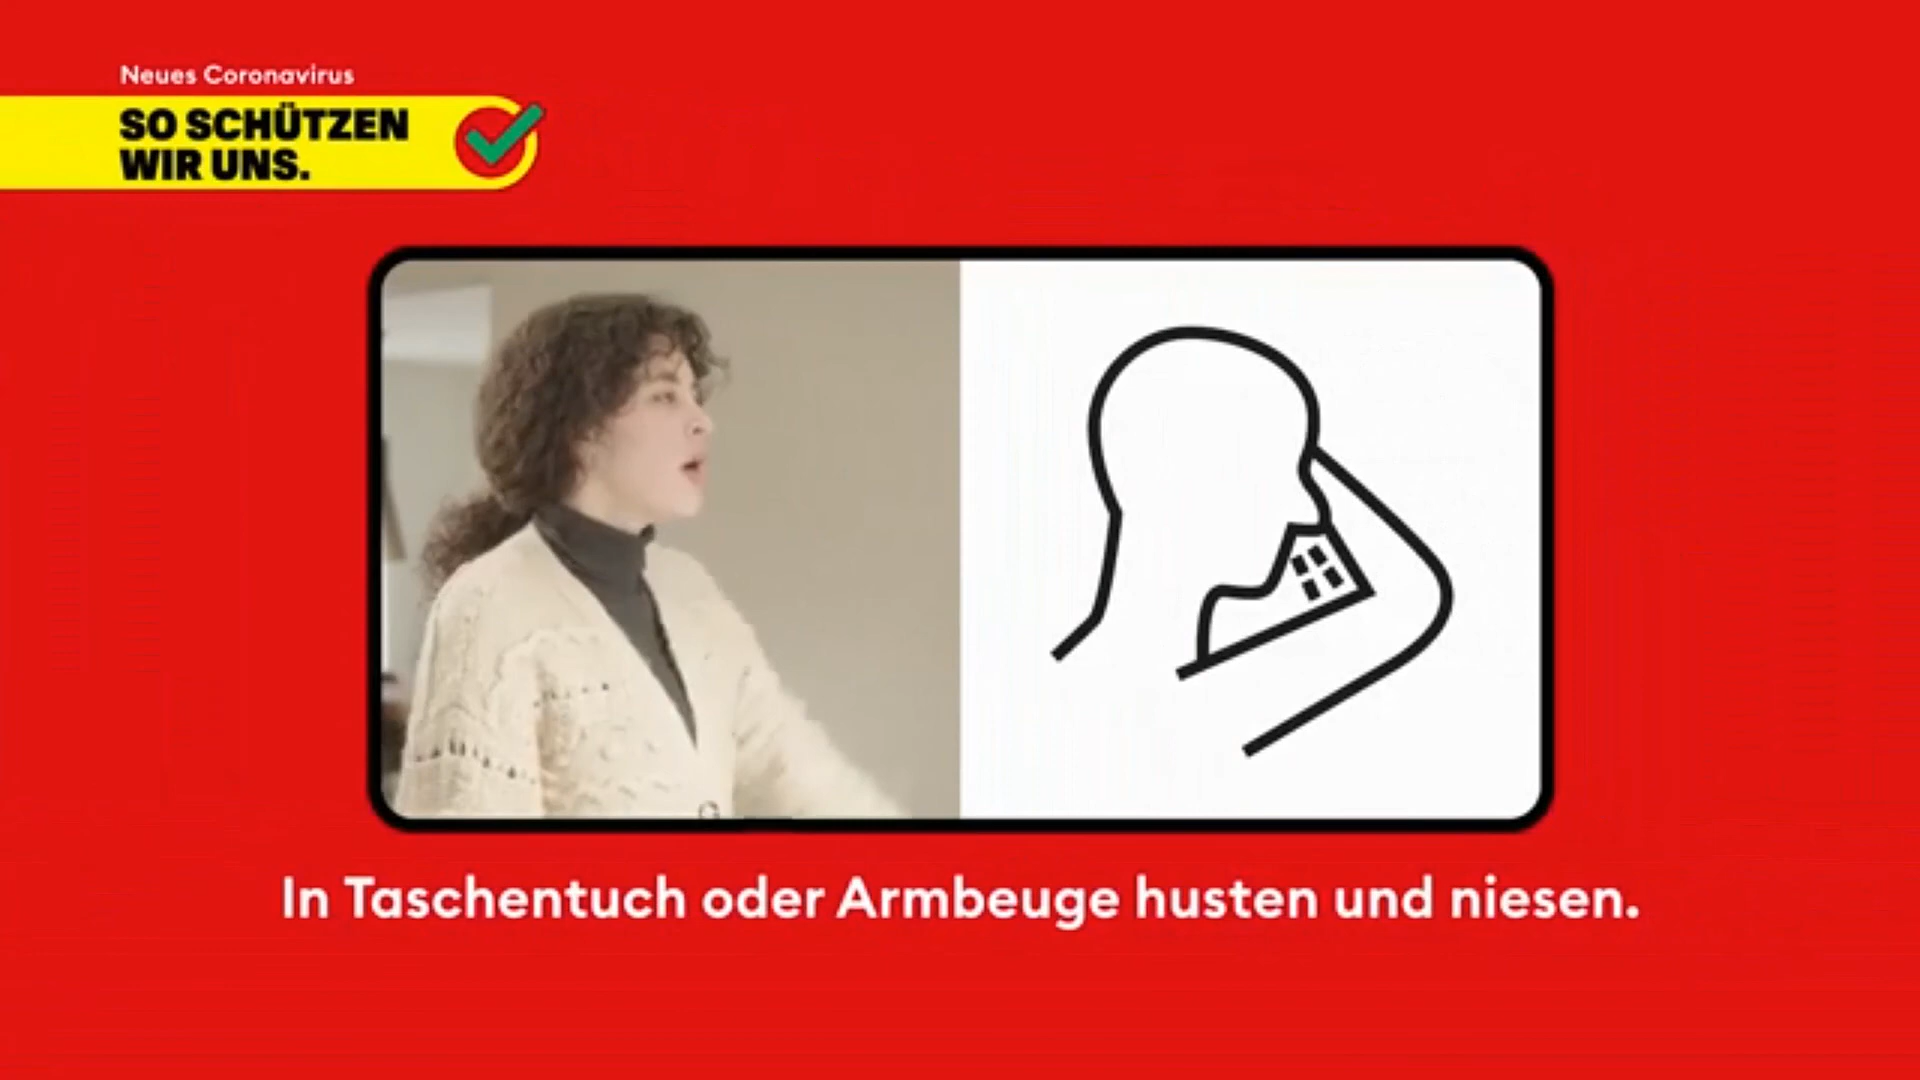 Neues Coronavirus
SO SCHÜTZEN
WIR UNS.
In Taschentuch oder Armbeuge husten und niesen.